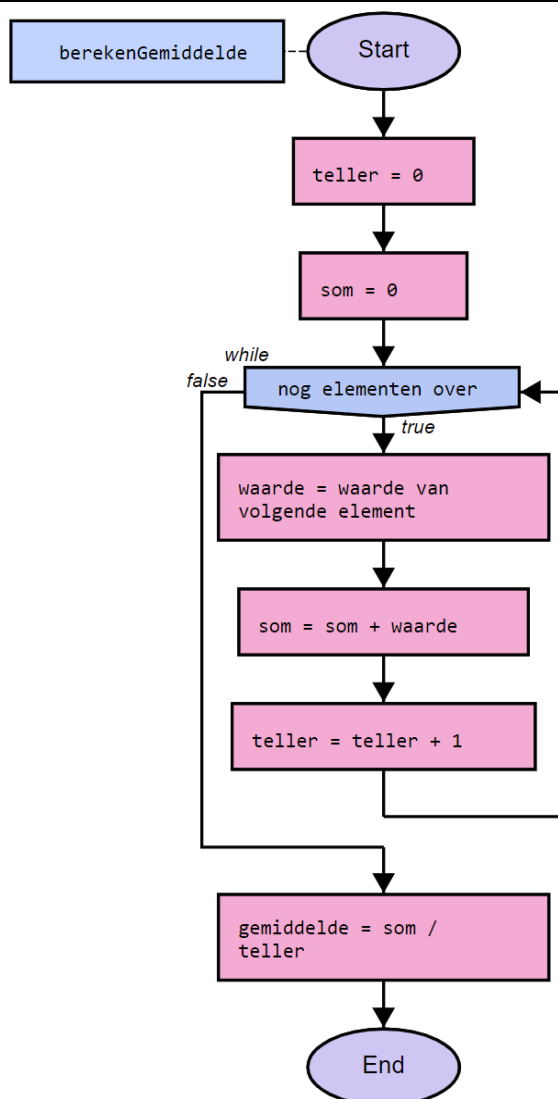 berekenGemiddelde
Start
teller = 0
som = 0
while
false
nog elementen over
true
waarde = waarde van
volgende element
som = som + waarde
teller = teller + 1
gemiddelde = som /
teller
End